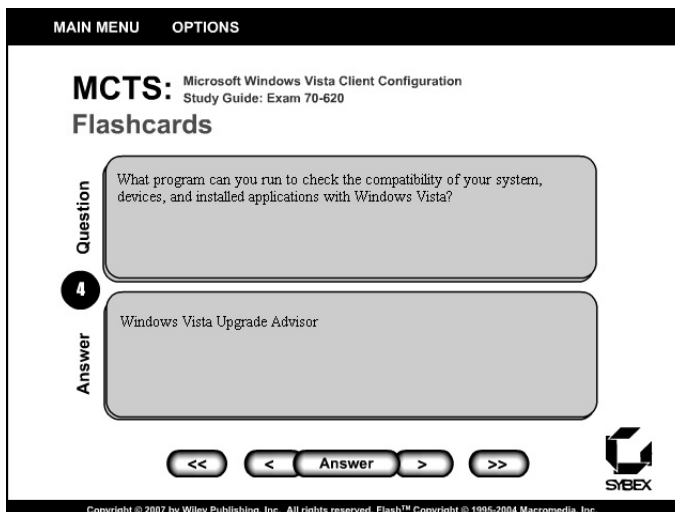 MAIN MENU OPTIONS
MCTS: Microsoft Windows Vista Client Configuration
Study Guide: Exam 70-620
Flashcards
Question
What program can you run to check the compatibility of your system,
devices, and installed applications with Windows Vista?
4
Answer
Windows Vista Upgrade Advisor
<< < Answer > >>
SYBEX
Copyright © 2007 by Wiley Publishing, Inc. All rights reserved. Flash™ Copyright © 1995-2004 Macromedia, Inc.